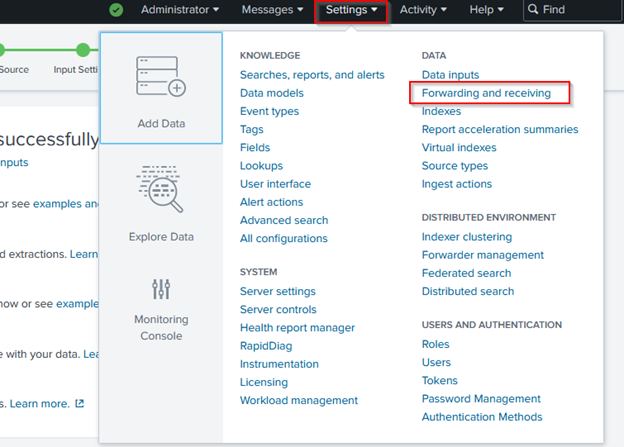 Administrator
Messages
Settings
Activity
Help
Find
Source
Input Setti
successfully
nputs
or see examples an
d extractions. Learn
now or see example
e with your data. Lea
s. Learn more.
Add Data
Explore Data
Monitoring
Console
KNOWLEDGE
Searches, reports, and alerts
Data models
Event types
Tags
Fields
Lookups
User interface
Alert actions
Advanced search
All configurations
SYSTEM
Server settings
Server controls
Health report manager
RapidDiag
Instrumentation
Licensing
Workload management
DATA
Data inputs
Forwarding and receiving
Indexes
Report acceleration summaries
Virtual indexes
Source types
Ingest actions
DISTRIBUTED ENVIRONMENT
Indexer clustering
Forwarder management
Federated search
Distributed search
USERS AND AUTHENTICATION
Roles
Users
Tokens
Password Management
Authentication Methods